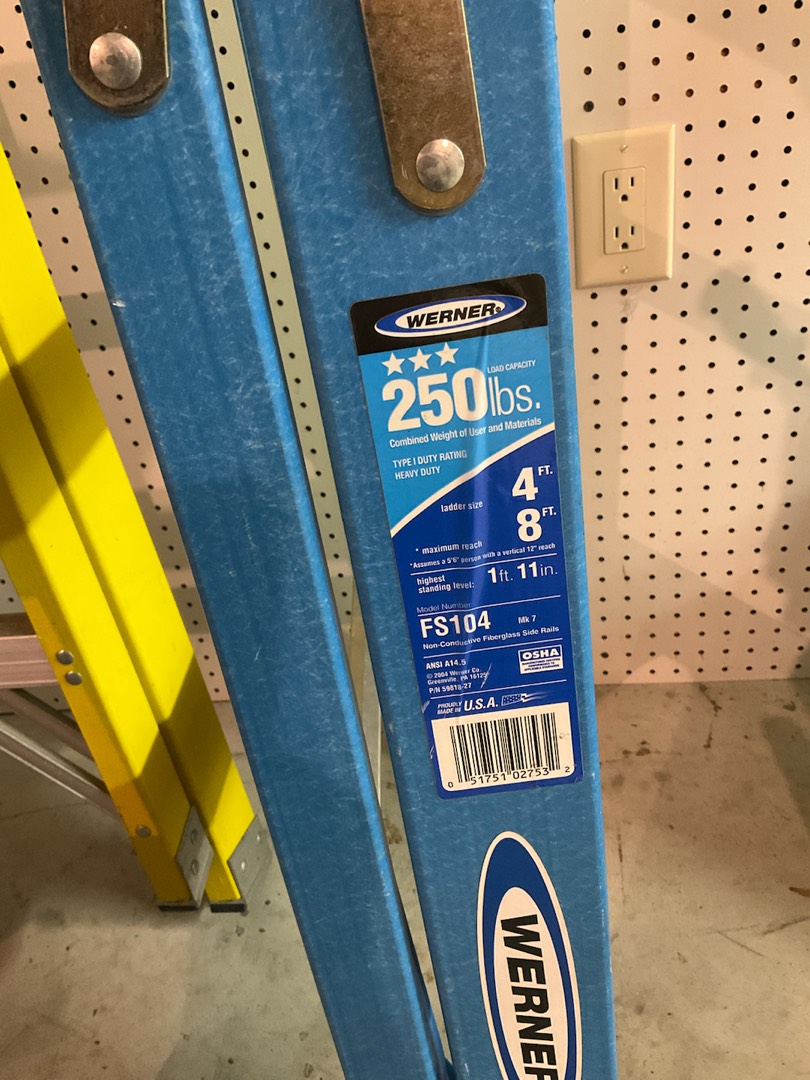 WERNER®
LOAD CAPACITY
250lbs.
Combined Weight of User and Materials
TYPE I DUTY RATING
HEAVY DUTY
ladder size 4 FT.
* maximum reach 8 FT.
*Assumes a 5'6" person with a vertical 12" reach
highest
standing level: 1ft. 11in.
Model Number
FS104 Mk 7
Non-Conductive Fiberglass Side Rails
ANSI A14.5
OSHA
© 2004 Werner Co.
Greenville, PA 16125
P/N 59818-27
PROUDLY
MADE IN U.S.A.
0 51751 02753 2
WERNER